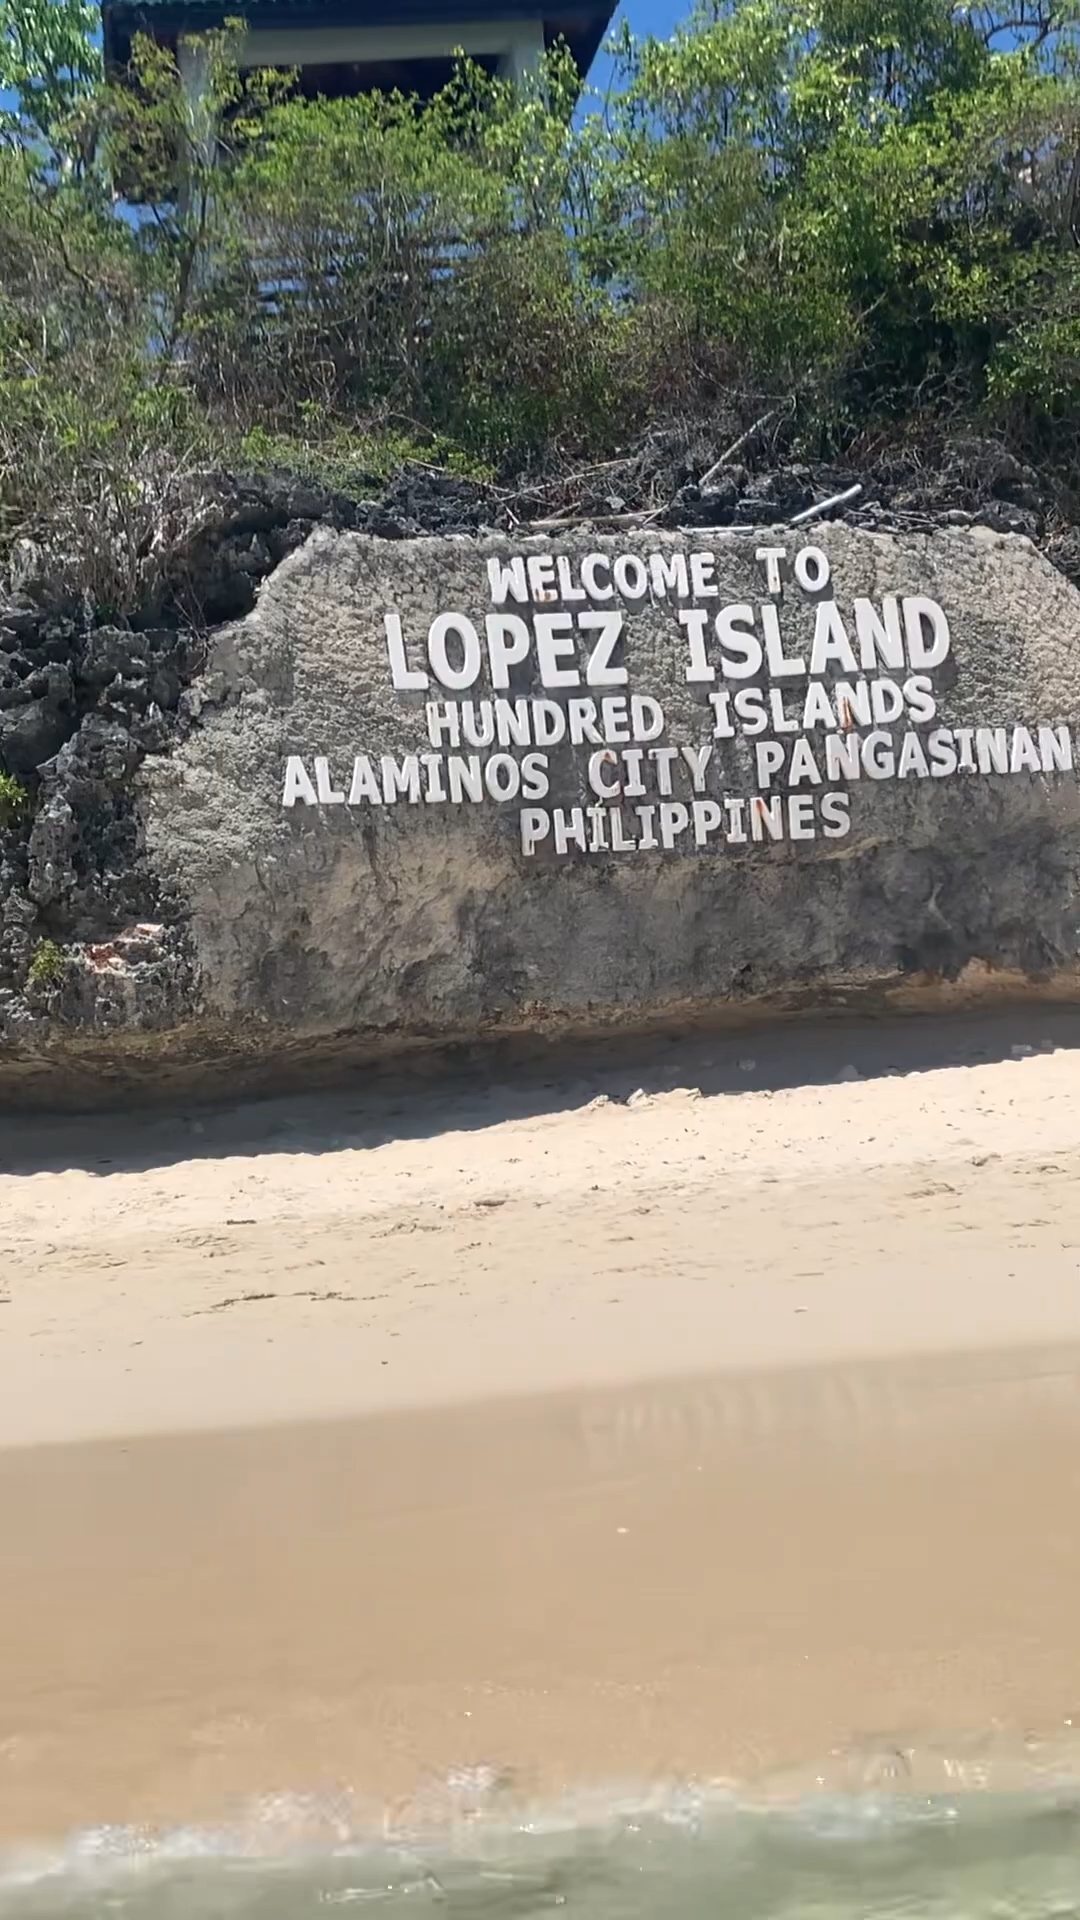 WELCOME TO
LOPEZ ISLAND
HUNDRED ISLANDS
ALAMINOS CITY PANGASINAN
PHILIPPINES